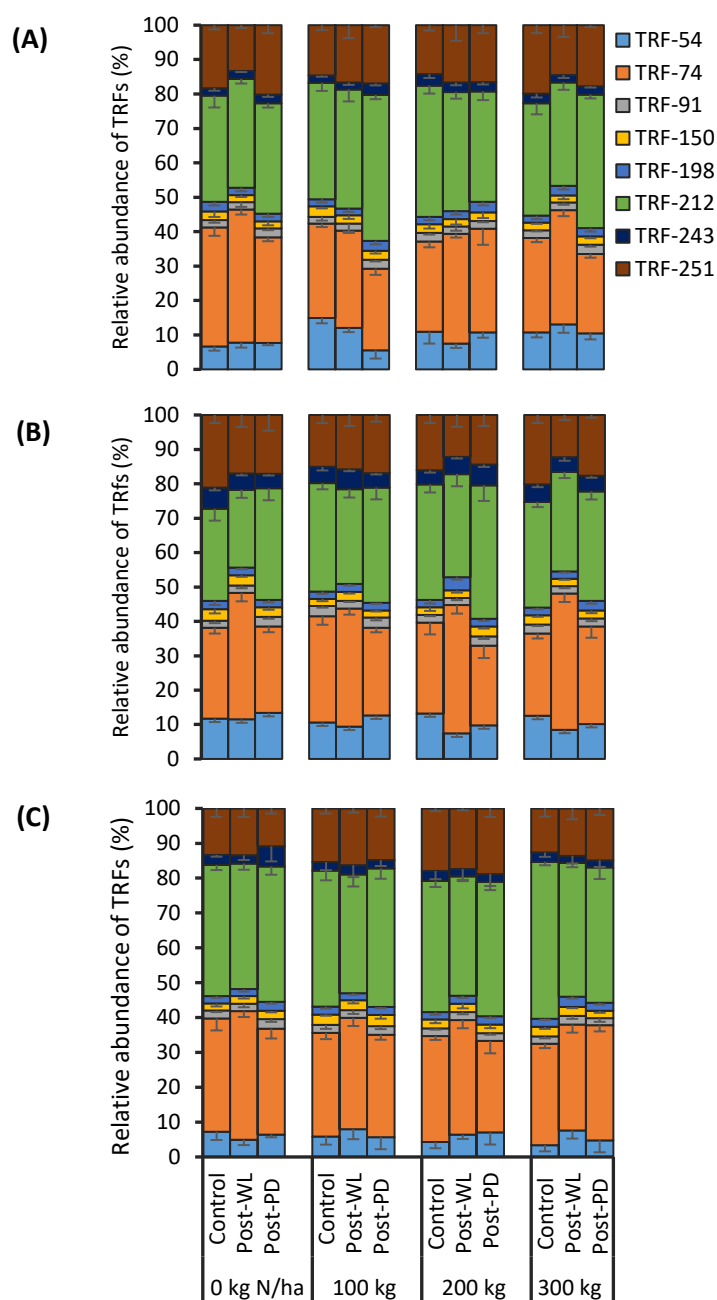 (A)
Relative abundance of TRFs (%)
100
90
80
70
60
50
40
30
20
10
0
TRF-54
TRF-74
TRF-91
TRF-150
TRF-198
TRF-212
TRF-243
TRF-251
(B)
Relative abundance of TRfs (%)
100
90
80
70
60
50
40
30
20
10
0
(C)
Relative abundance of TRFs (%)
100
90
80
70
60
50
40
30
20
10
0
Control
Post-WL
Post-PD
Control
Post-WL
Post-PD
Control
Post-WL
Post-PD
Control
Post-WL
Post-PD
0 kg N/ha 100 kg 200 kg 300 kg